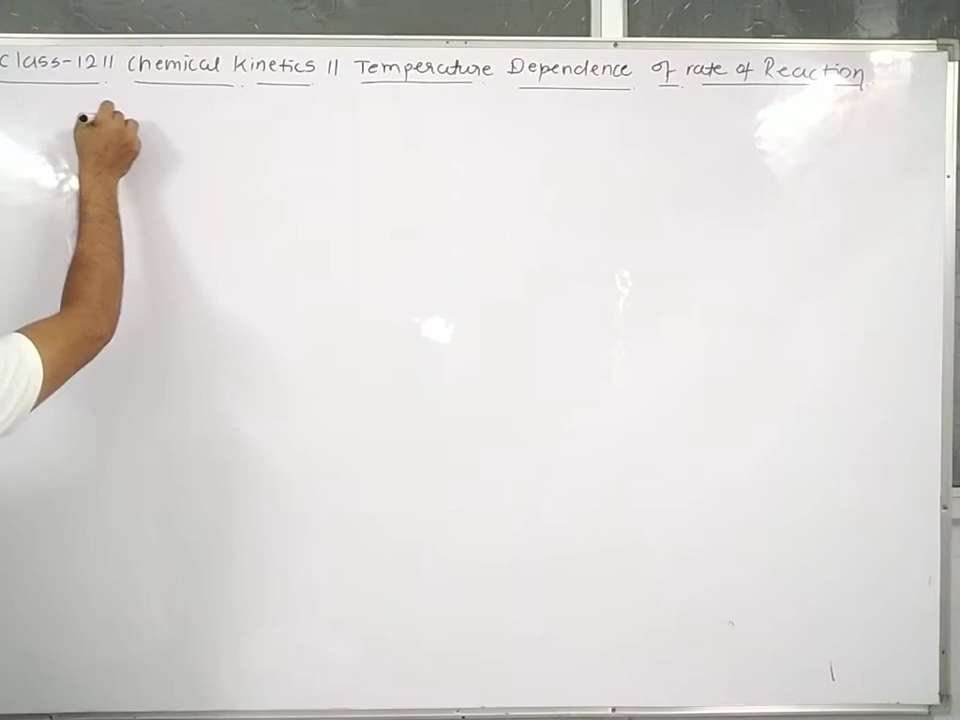 Class-12 || Chemical Kinetics || Temperature Dependence of rate of Reaction